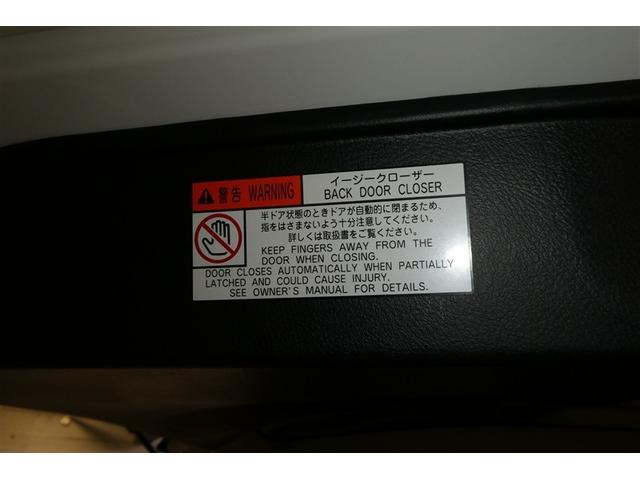 警告 WARNING
イージークローザー
BACK DOOR CLOSER
半ドア状態のときドアが自動的に閉まるため、
指をはさまないよう十分注意してください。
詳しくは取扱書をご覧ください。
KEEP FINGERS AWAY FROM THE
DOOR WHEN CLOSING.
DOOR CLOSES AUTOMATICALLY WHEN PARTIALLY
LATCHED AND COULD CAUSE INJURY.
SEE OWNER'S MANUAL FOR DETAILS.